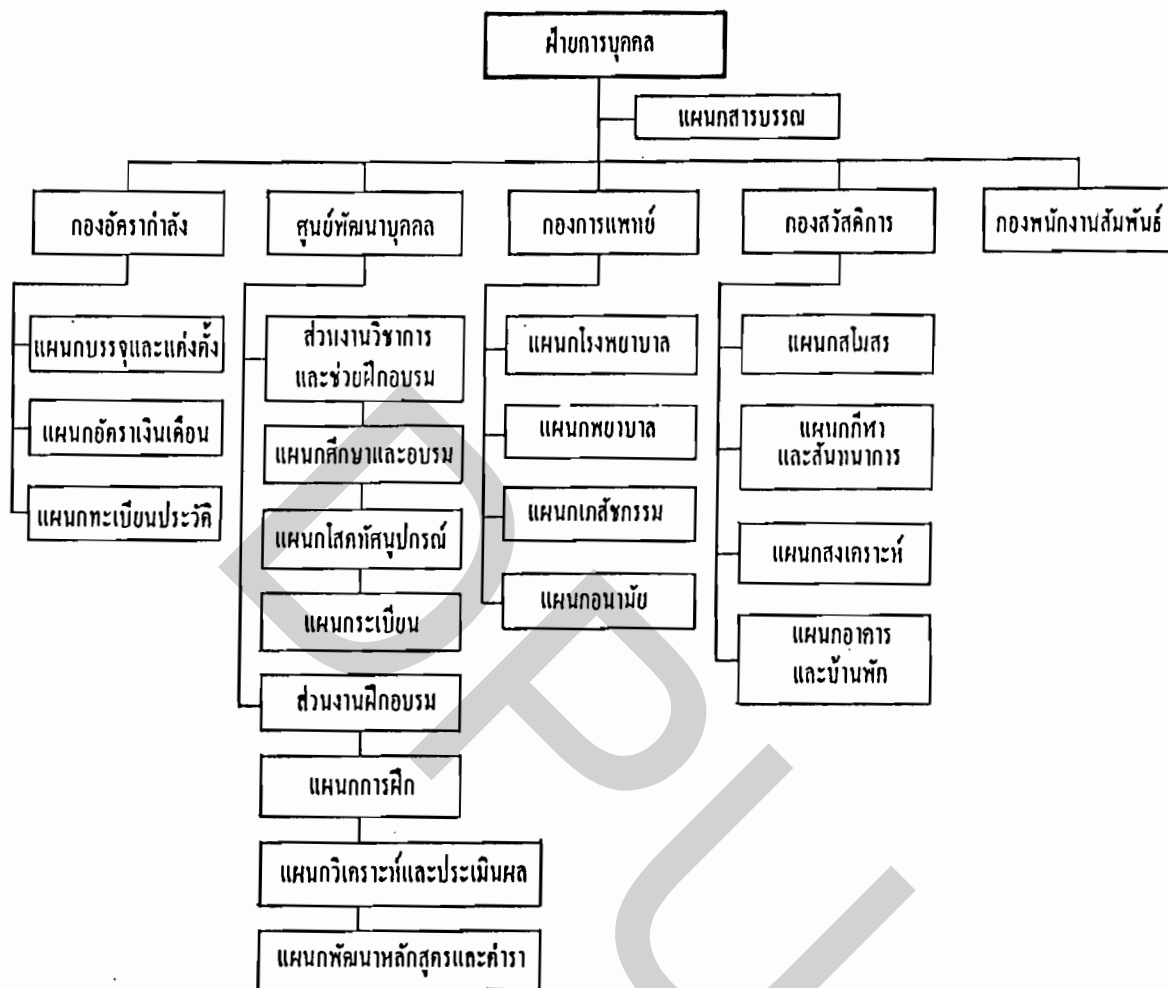 ฝ่ายการบุคคล
แผนกสารบรรณ
กองอัตรากำลัง
ศูนย์พัฒนาบุคคล
กองการแพทย์
กองสวัสดิการ
กองพนักงานสัมพันธ์
แผนกบรรจุและแต่งตั้ง
แผนกอัตราเงินเดือน
แผนกทะเบียนประวัติ
ส่วนงานวิชาการ
และช่วยฝึกอบรม
แผนกศึกษาและอบรม
แผนกโสตทัศนูปกรณ์
แผนกระเบียน
ส่วนงานฝึกอบรม
แผนกการฝึก
แผนกวิเคราะห์และประเมินผล
แผนกพัฒนาหลักสูตรและตำรา
แผนกโรงพยาบาล
แผนกพยาบาล
แผนกเภสัชกรรม
แผนกอนามัย
แผนกสโมสร
แผนกกีฬา
และสันทนาการ
แผนกสงเคราะห์
แผนกอาคาร
และบ้านพัก
DPU